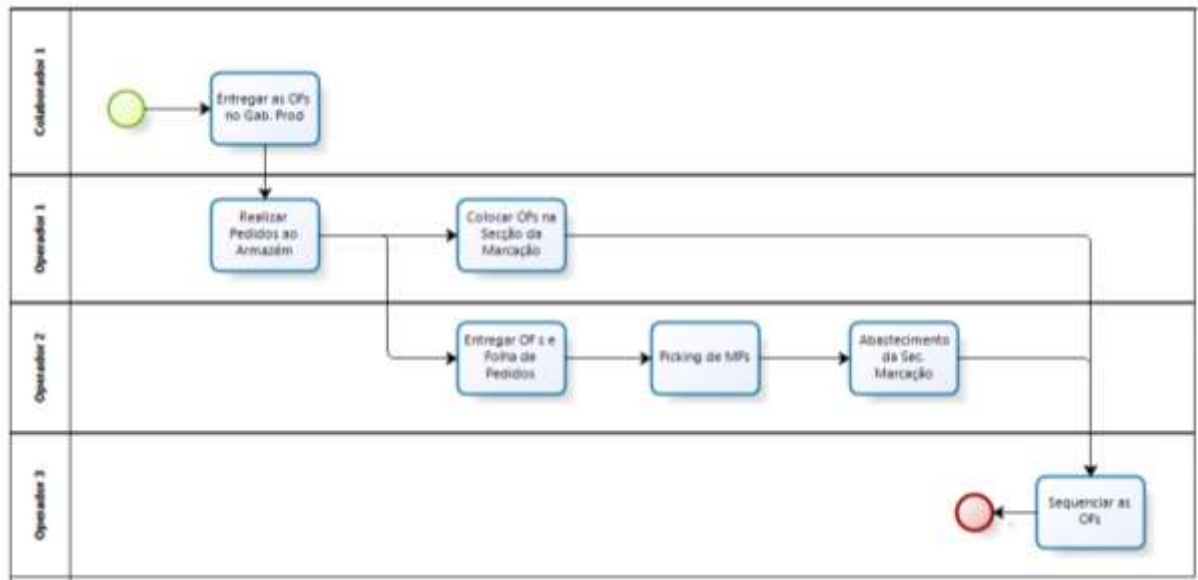 Colaborador 1
Entregar as OFs
no Gab. Prod
Operador 1
Realizar
Pedidos ao
Armazém
Colocar OFs na
Secção da
Marcação
Operador 2
Entregar OF s e
Folha de
Pedidos
Picking de MPs
Abastecimento
da Sec.
Marcação
Operador 3
Sequenciar as
OFs